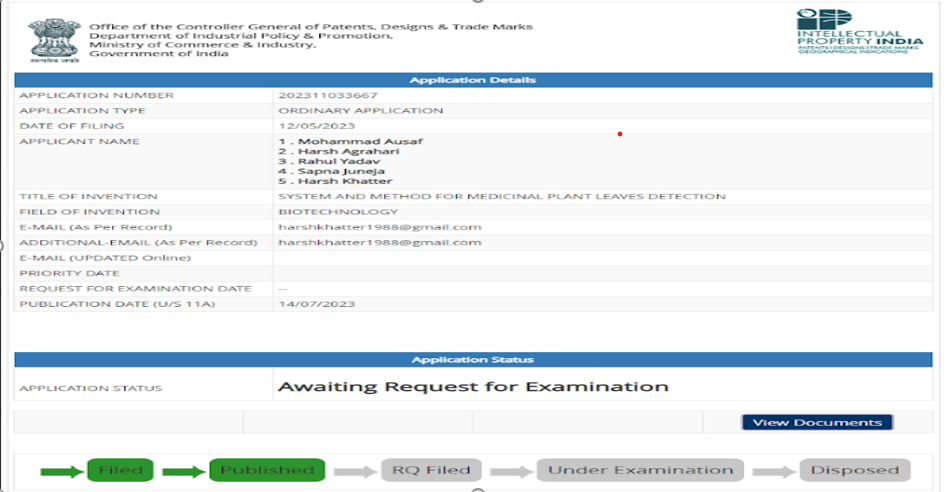 Office of the Controller General of Patents, Designs & Trade Marks
Department of Industrial Policy & Promotion,
Ministry of Commerce & Industry,
Government of India
सत्यमेव जयते
INTELLECTUAL
PROPERTY INDIA
PATENTS | DESIGNS | TRADE MARKS
GEOGRAPHICAL INDICATIONS
Application Details
APPLICATION NUMBER 202311033667
APPLICATION TYPE ORDINARY APPLICATION
DATE OF FILING 12/05/2023
APPLICANT NAME 1 . Mohammad Ausaf
2 . Harsh Agrahari
3 . Rahul Yadav
4 . Sapna Juneja
5 . Harsh Khatter
TITLE OF INVENTION SYSTEM AND METHOD FOR MEDICINAL PLANT LEAVES DETECTION
FIELD OF INVENTION BIOTECHNOLOGY
E-MAIL (As Per Record) harshkhatter1988@gmail.com
ADDITIONAL-EMAIL (As Per Record) harshkhatter1988@gmail.com
E-MAIL (UPDATED Online)
PRIORITY DATE
REQUEST FOR EXAMINATION DATE --
PUBLICATION DATE (U/S 11A) 14/07/2023
Application Status
APPLICATION STATUS Awaiting Request for Examination
View Documents
Filed Published RQ Filed Under Examination Disposed